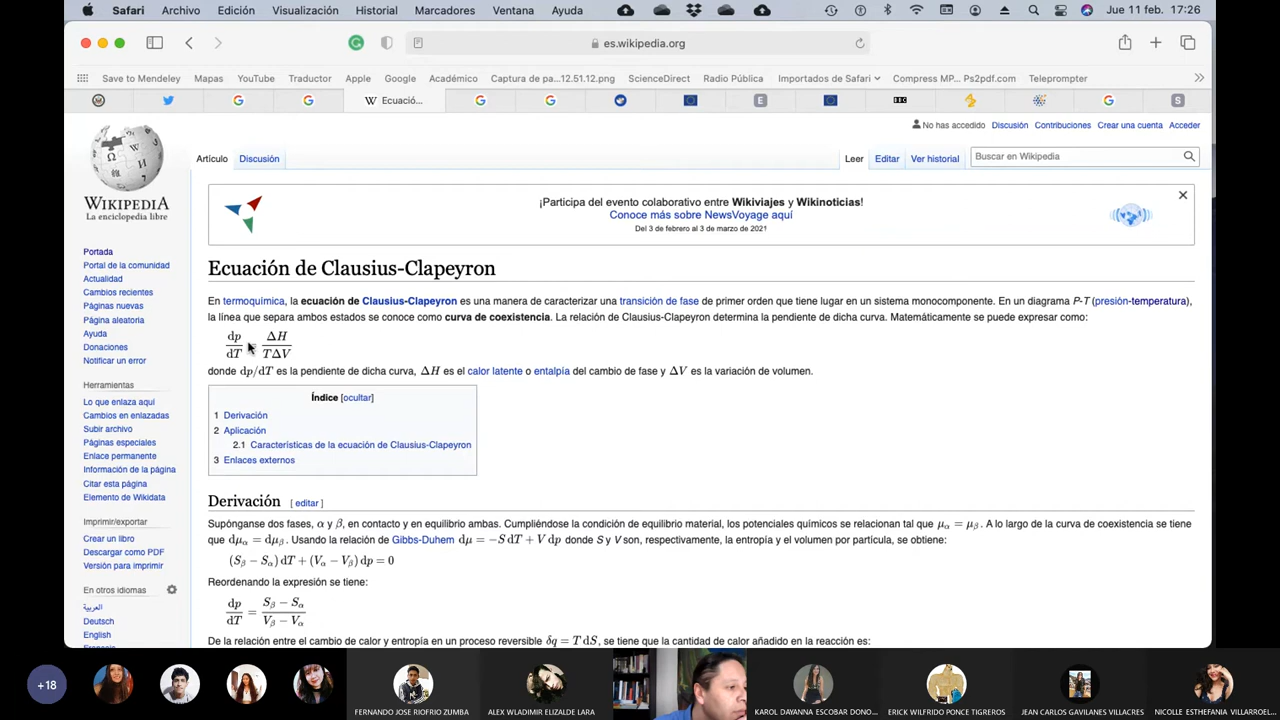 Safari Archivo Edición Visualización Historial Marcadores Ventana Ayuda Jue 11 feb. 17:26
es.wikipedia.org
Save to Mendeley Mapas YouTube Traductor Apple Google Académico Captura de pa...12.51.12.png ScienceDirect Radio Pública Importados de Safari Compress MP... Ps2pdf.com Teleprompter
W Ecuació... E BBC S
No has accedido Discusión Contribuciones Crear una cuenta Acceder
Artículo Discusión Leer Editar Ver historial Buscar en Wikipedia
WIKIPEDIA
La enciclopedia libre
¡Participa del evento colaborativo entre Wikiviajes y Wikinoticias!
Conoce más sobre NewsVoyage aquí
Del 3 de febrero al 3 de marzo de 2021
Portada
Portal de la comunidad
Actualidad
Cambios recientes
Páginas nuevas
Página aleatoria
Ayuda
Donaciones
Notificar un error
Herramientas
Lo que enlaza aquí
Cambios en enlazadas
Subir archivo
Páginas especiales
Enlace permanente
Información de la página
Citar esta página
Elemento de Wikidata
Imprimir/exportar
Crear un libro
Descargar como PDF
Versión para imprimir
En otros idiomas
العربية
Deutsch
English
Français
Ecuación de Clausius-Clapeyron
En termoquímica, la ecuación de Clausius-Clapeyron es una manera de caracterizar una transición de fase de primer orden que tiene lugar en un sistema monocomponente. En un diagrama P-T (presión-temperatura),
la línea que separa ambos estados se conoce como curva de coexistencia. La relación de Clausius-Clapeyron determina la pendiente de dicha curva. Matemáticamente se puede expresar como:
dp/dT = ΔH/TΔV
donde dp/dT es la pendiente de dicha curva, ΔH es el calor latente o entalpía del cambio de fase y ΔV es la variación de volumen.
Índice [ocultar]
1 Derivación
2 Aplicación
2.1 Características de la ecuación de Clausius-Clapeyron
3 Enlaces externos
Derivación [ editar ]
Supónganse dos fases, α y β, en contacto y en equilibrio ambas. Cumpliéndose la condición de equilibrio material, los potenciales químicos se relacionan tal que μα = μβ. A lo largo de la curva de coexistencia se tiene
que dμα = dμβ. Usando la relación de Gibbs-Duhem dμ = −S dT + V dp donde S y V son, respectivamente, la entropía y el volumen por partícula, se obtiene:
(Sβ − Sα) dT + (Vα − Vβ) dp = 0
Reordenando la expresión se tiene:
dp/dT = Sβ − Sα/Vβ − Vα
De la relación entre el cambio de calor y entropía en un proceso reversible δq = T dS, se tiene que la cantidad de calor añadido en la reacción es:
+18 FERNANDO JOSE RIOFRIO ZUMBA ALEX WLADIMIR ELIZALDE LARA KAROL DAYANNA ESCOBAR DONO... ERICK WILFRIDO PONCE TIGREROS JEAN CARLOS GAVILANES VILLACRES NICOLLE ESTHEFANIA VILLARROEL...